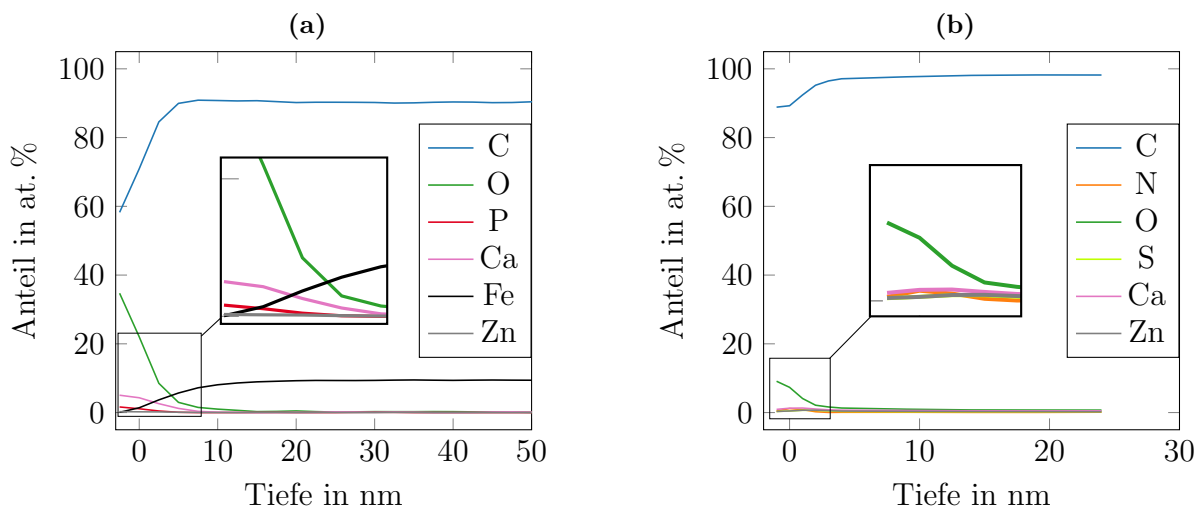 (a)
100
80
60
40
20
0
Anteil in at. %
C
O
P
Ca
Fe
Zn
0
10
20
30
40
50
Tiefe in nm
(b)
100
80
60
40
20
0
Anteil in at. %
C
N
O
S
Ca
Zn
0
10
20
30
Tiefe in nm